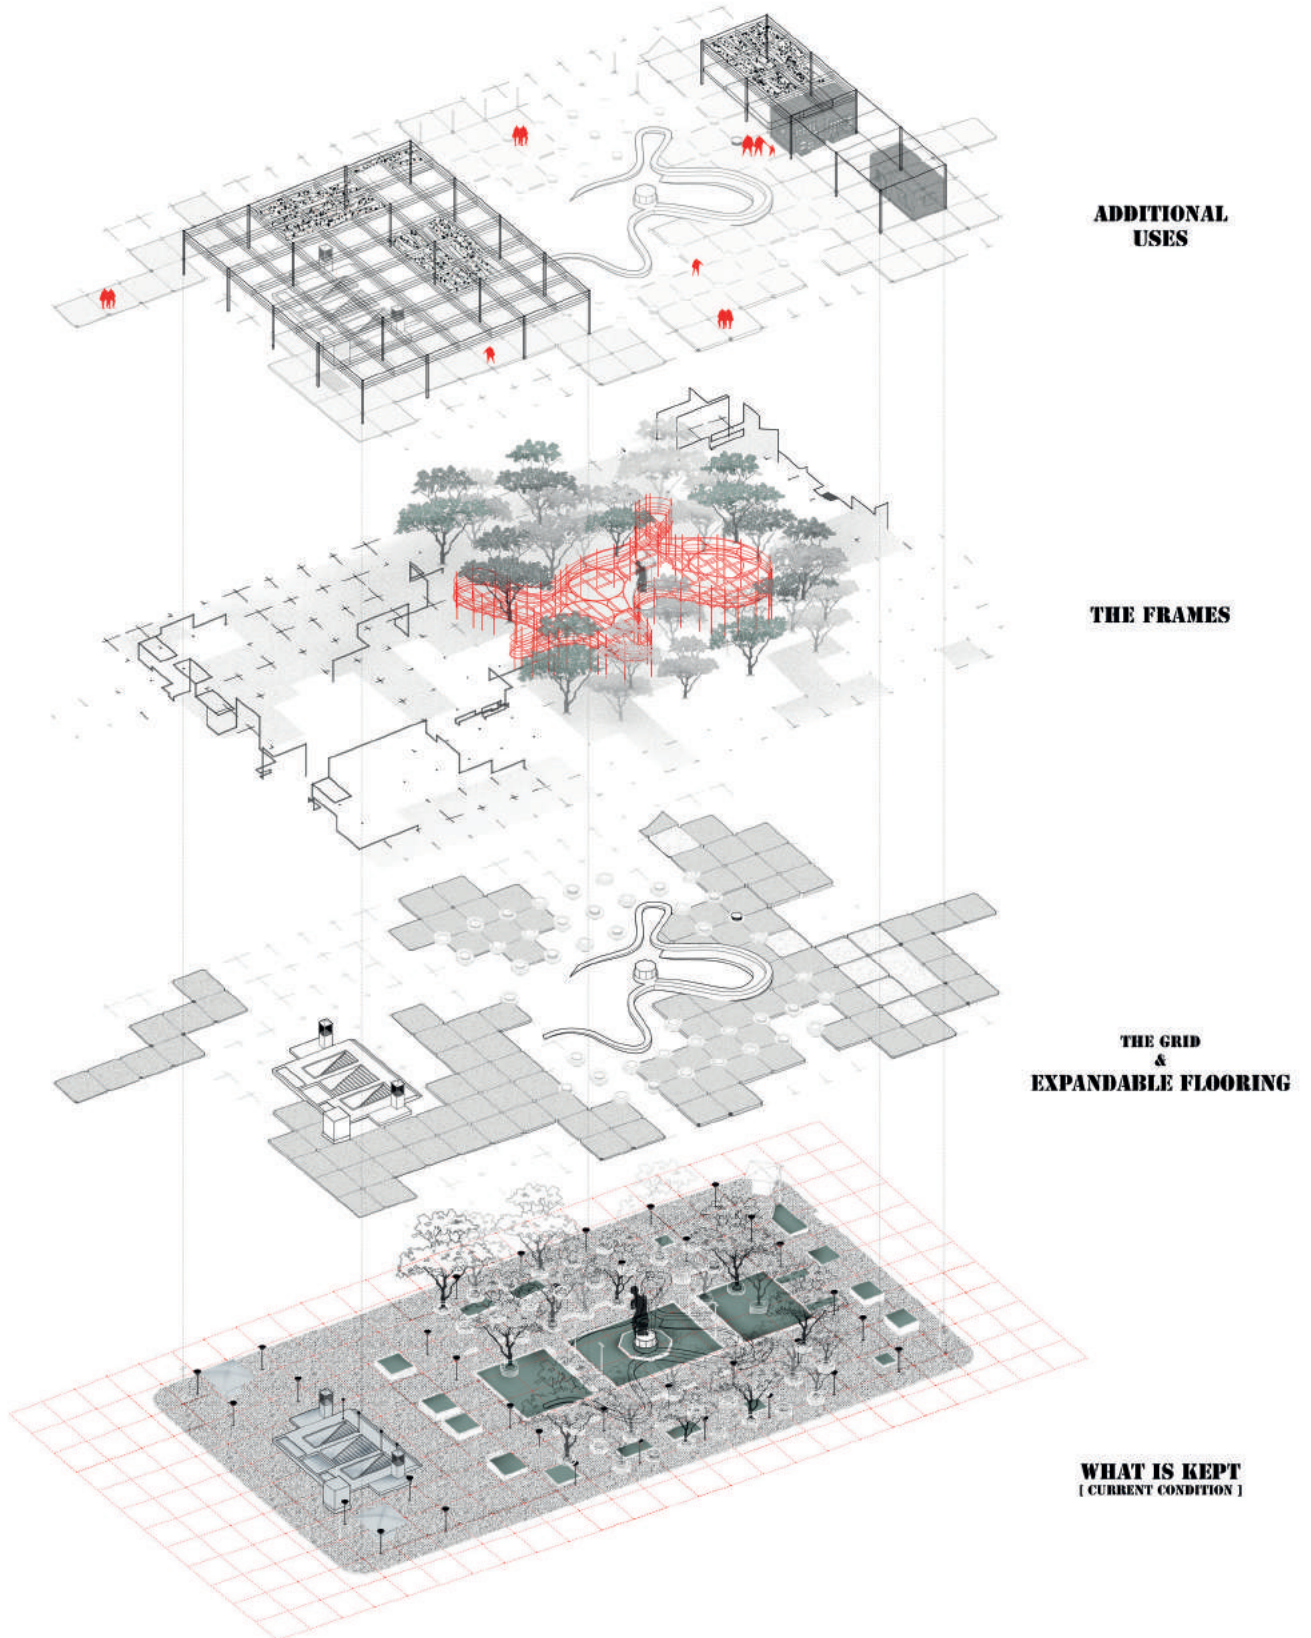 ADDITIONAL
USES
THE FRAMES
THE GRID
&
EXPANDABLE FLOORING
WHAT IS KEPT
[ CURRENT CONDITION ]